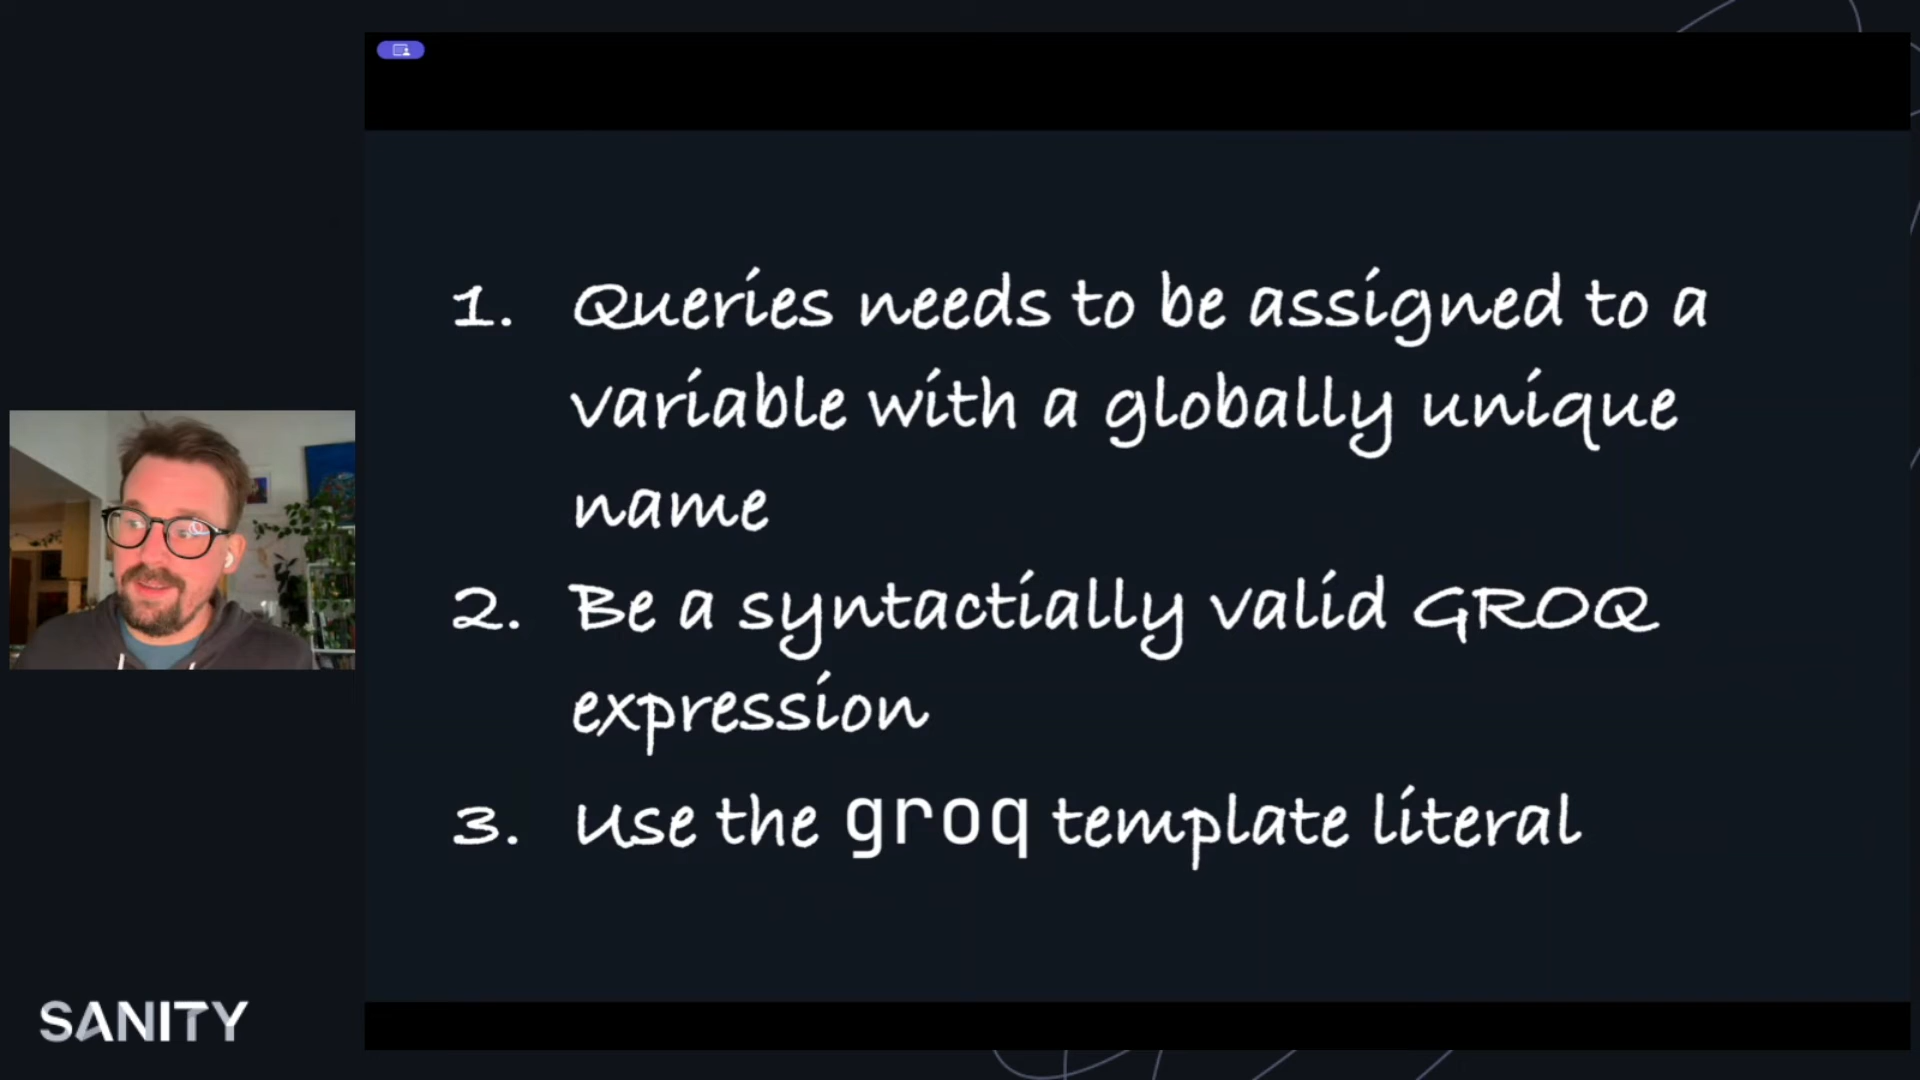 1. Queries needs to be assigned to a
variable with a globally unique
name
2. Be a syntactially valid GROQ
expression
3. Use the groq template literal
SANITY